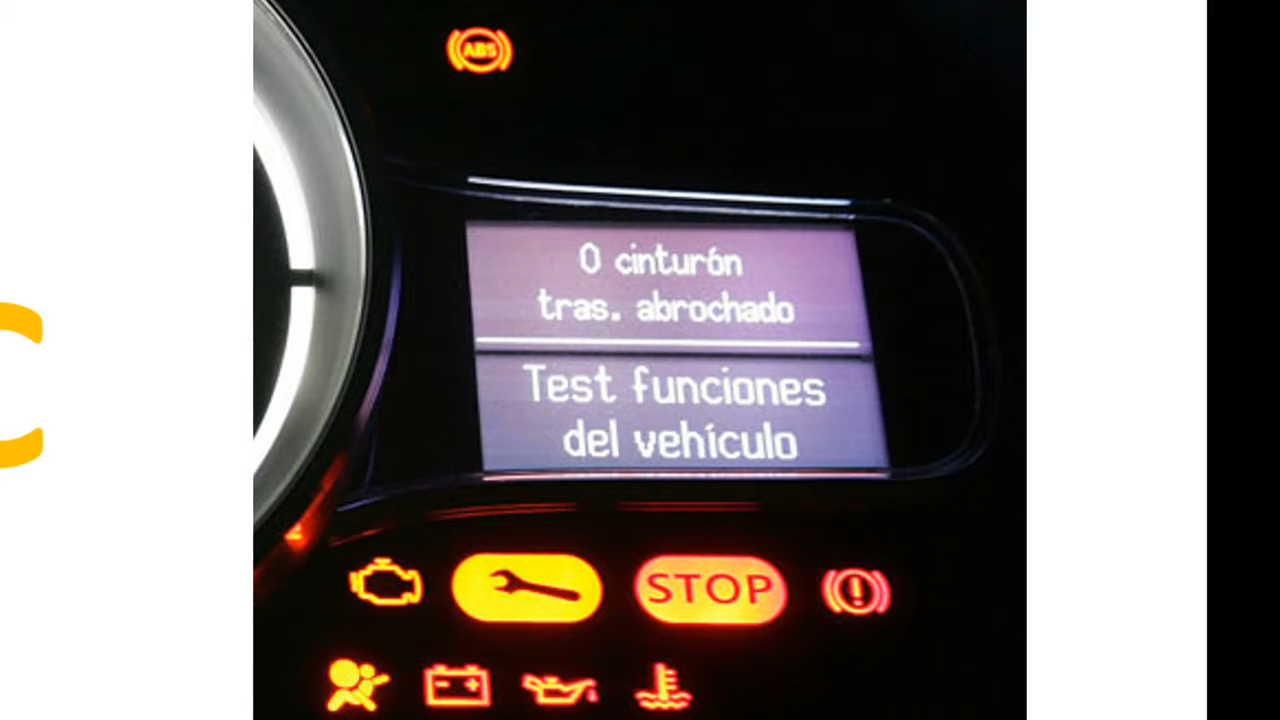 ABS
0 cinturón
tras. abrochado
Test funciones
del vehículo
STOP